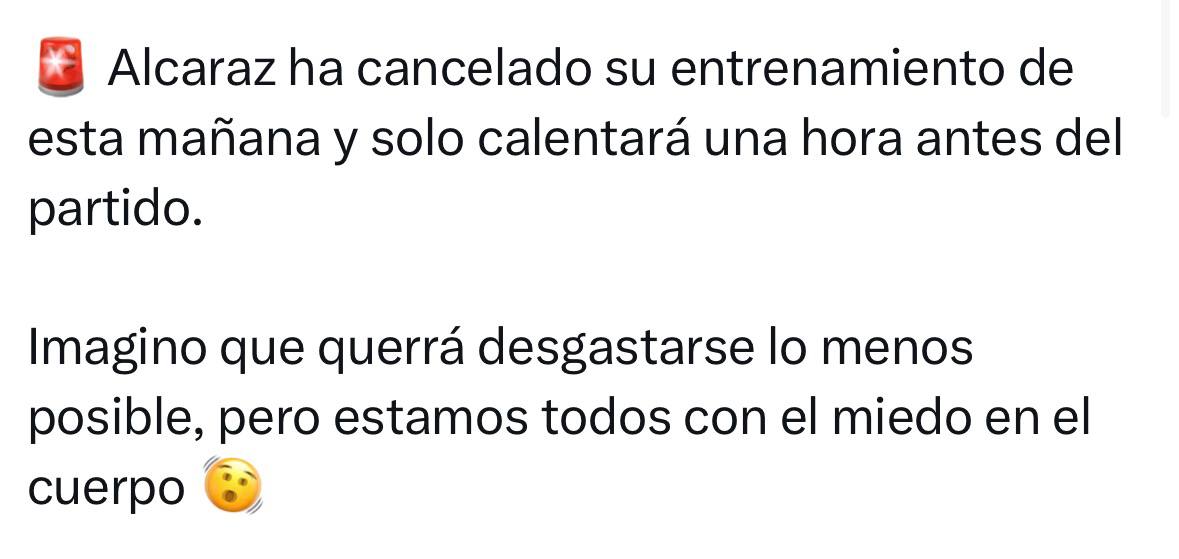 🚨 Alcaraz ha cancelado su entrenamiento de
esta mañana y solo calentará una hora antes del
partido.
Imagino que querrá desgastarse lo menos
posible, pero estamos todos con el miedo en el
cuerpo 🫨